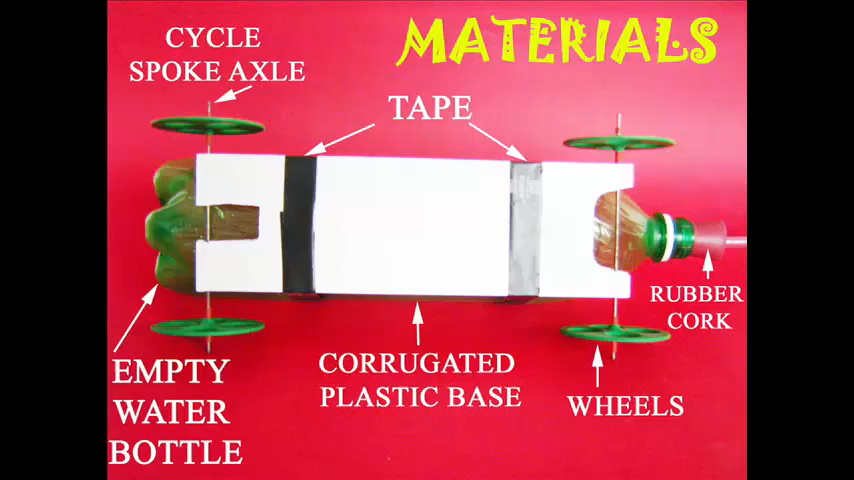 MATERIALS
CYCLE
SPOKE AXLE
TAPE
RUBBER
CORK
CORRUGATED
PLASTIC BASE
WHEELS
EMPTY
WATER
BOTTLE